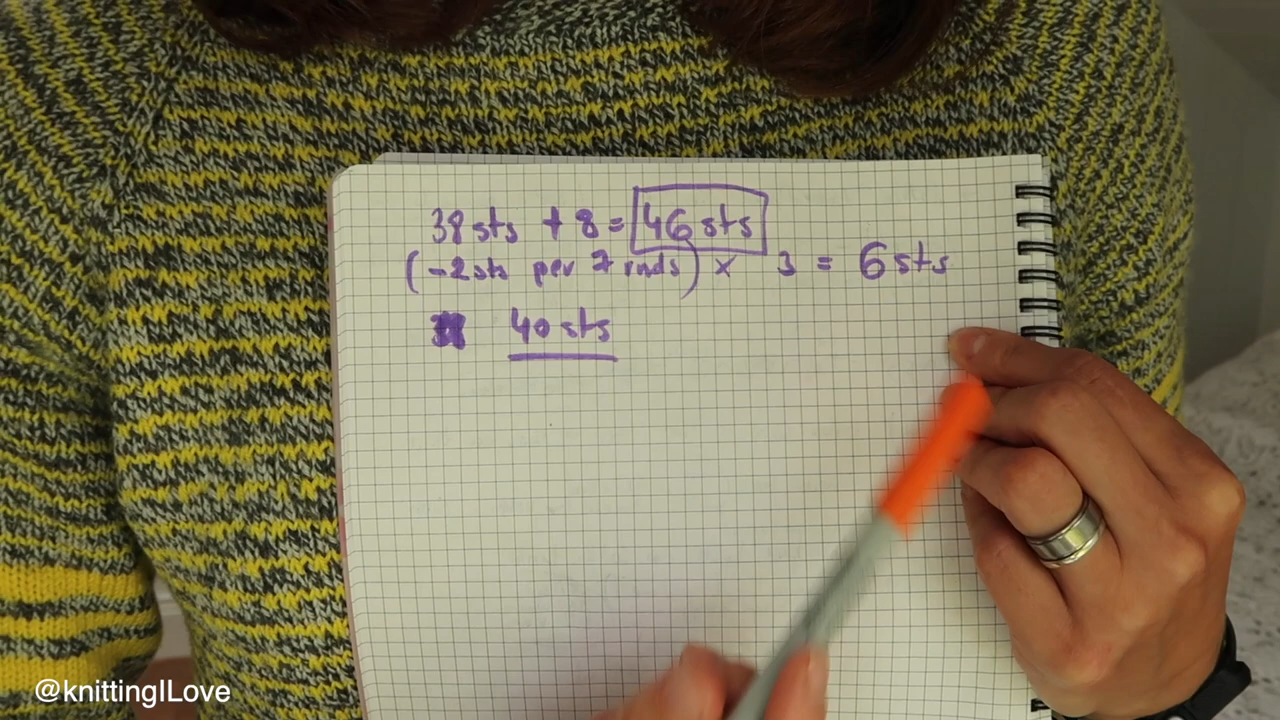 38 sts + 8 = 46 sts
(-2 sts per 7 rnds) x 3 = 6 sts
40 sts
@knittingILove